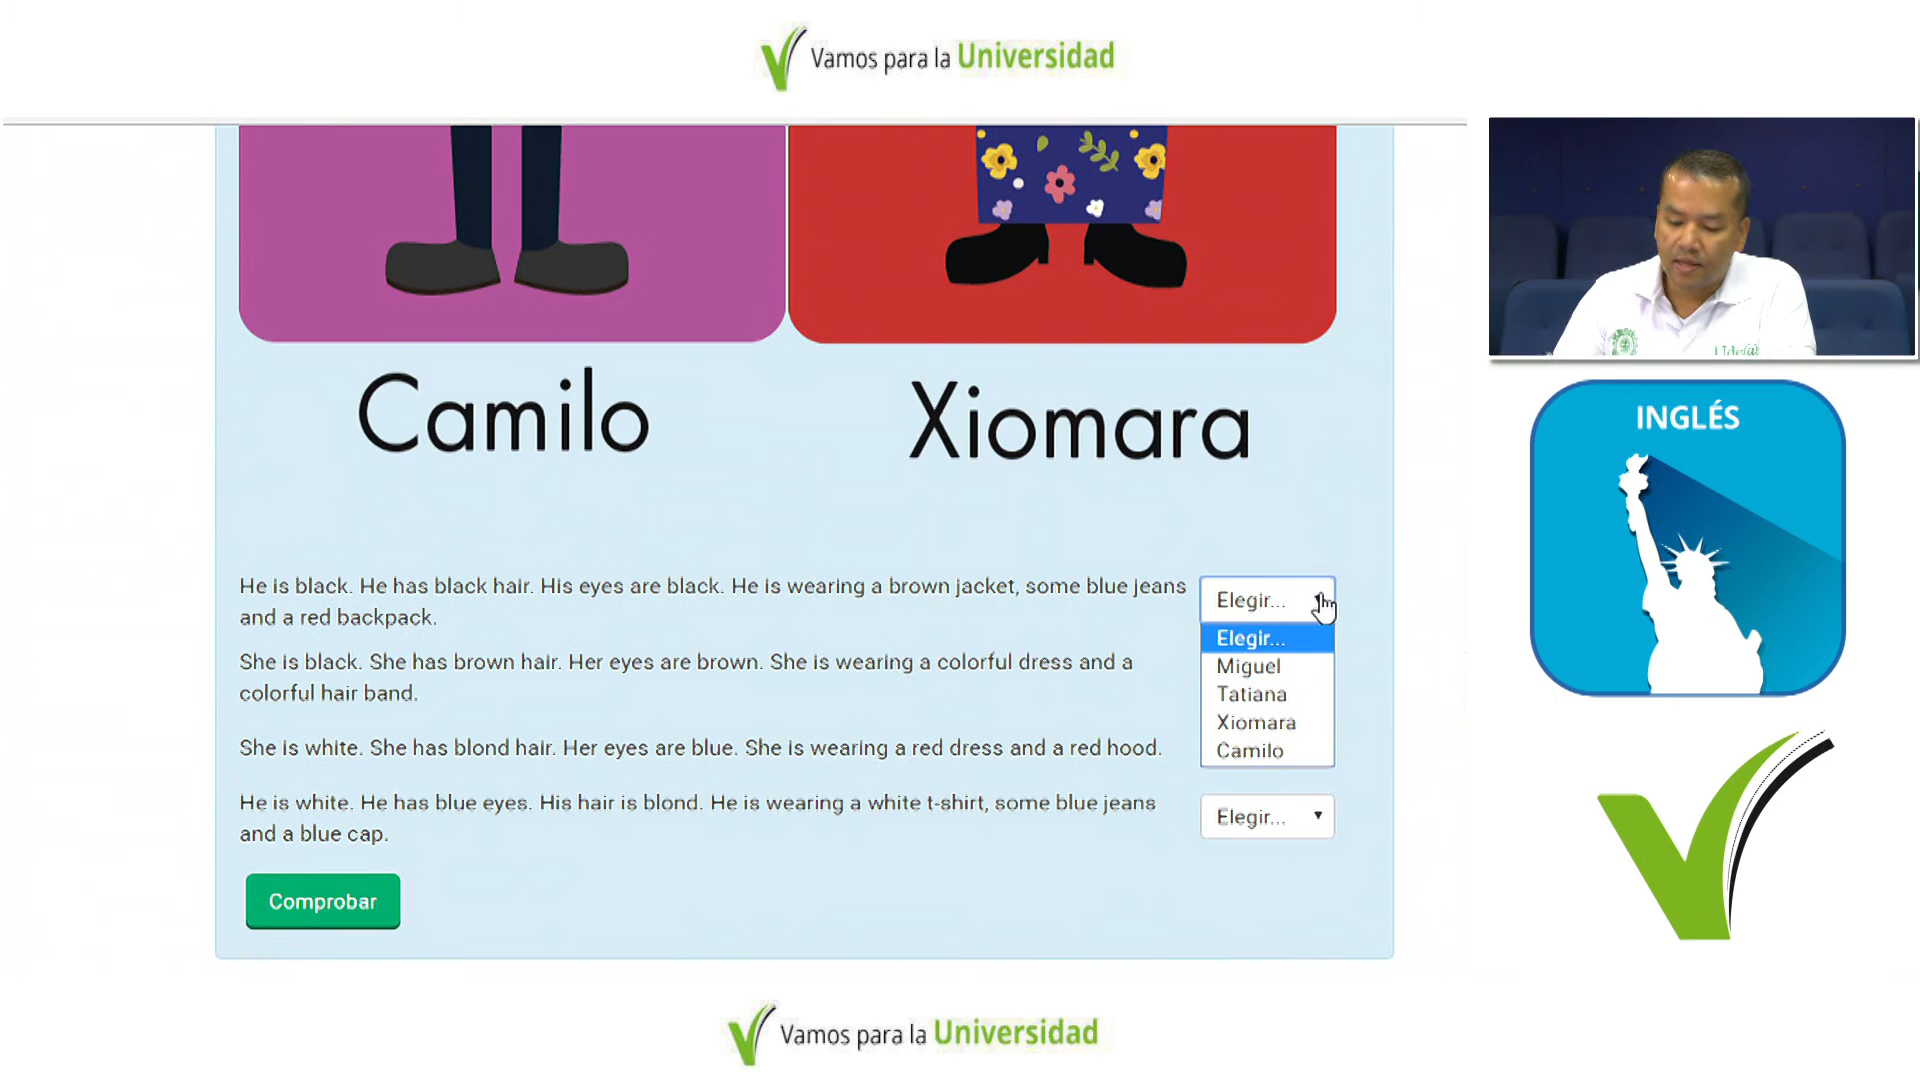 Vamos para la Universidad
INGLÉS
Camilo
Xiomara
He is black. He has black hair. His eyes are black. He is wearing a brown jacket, some blue jeans
and a red backpack.
Elegir...
Elegir...
Miguel
Tatiana
Xiomara
Camilo
She is black. She has brown hair. Her eyes are brown. She is wearing a colorful dress and a
colorful hair band.
She is white. She has blond hair. Her eyes are blue. She is wearing a red dress and a red hood.
He is white. He has blue eyes. His hair is blond. He is wearing a white t-shirt, some blue jeans
and a blue cap.
Elegir...
Comprobar
Vamos para la Universidad